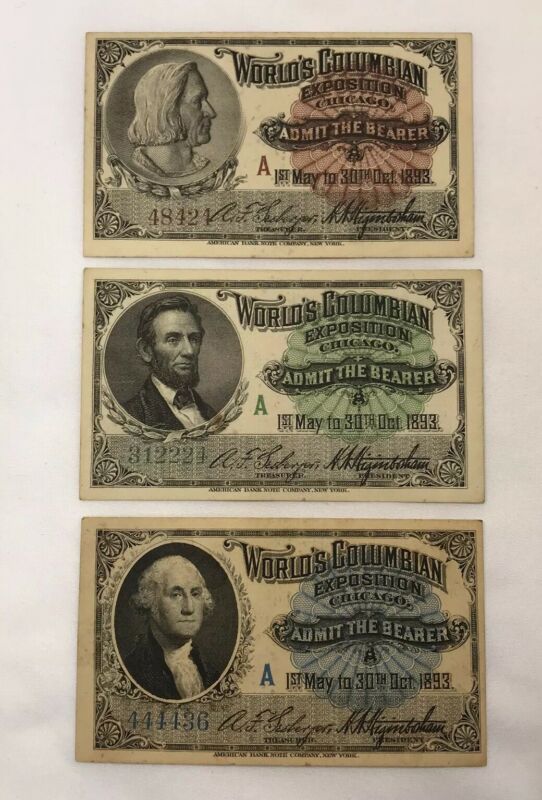 WORLD'S COLUMBIAN
EXPOSITION
CHICAGO.
ADMIT THE BEARER
A
1ST May to 30TH Oct. 1893.
48424
TREASURER. PRESIDENT
AMERICAN BANK NOTE COMPANY, NEW YORK.
WORLD'S COLUMBIAN
EXPOSITION
CHICAGO.
ADMIT THE BEARER
A
1ST May to 30TH Oct. 1893.
312224
TREASURER. PRESIDENT
AMERICAN BANK NOTE COMPANY, NEW YORK.
WORLD'S COLUMBIAN
EXPOSITION
CHICAGO.
ADMIT THE BEARER
A
1ST May to 30TH Oct. 1893.
444436
TREASURER. PRESIDENT
AMERICAN BANK NOTE COMPANY, NEW YORK.